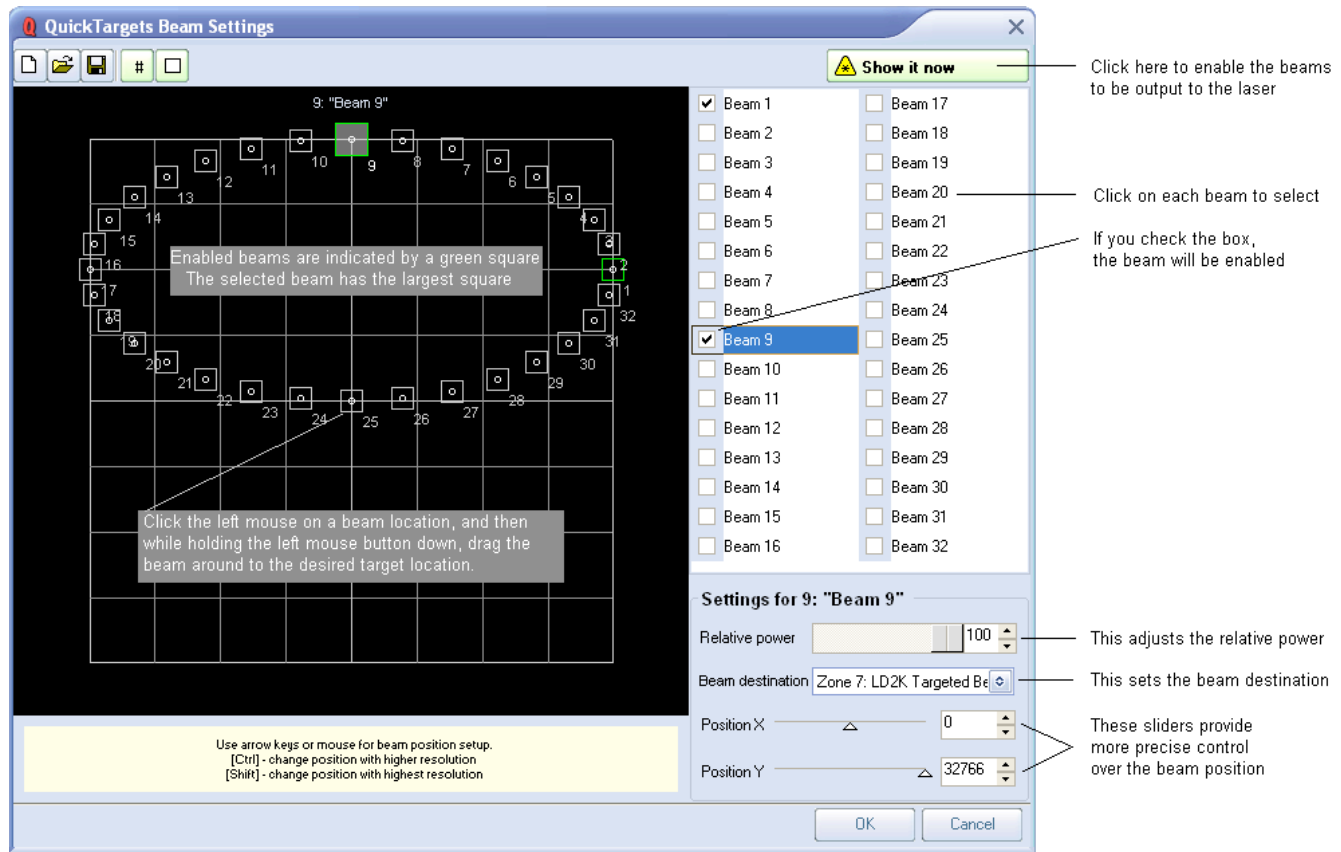 QuickTargets Beam Settings
#
Show it now
Click here to enable the beams
to be output to the laser
9: "Beam 9"
10
9
8
11
7
12
6
13
5
14
4
15
3
16
2
17
1
18
32
19
31
20
30
21
29
22
28
23
27
24
26
25
Enabled beams are indicated by a green square
The selected beam has the largest square
Click the left mouse on a beam location, and then
while holding the left mouse button down, drag the
beam around to the desired target location.
Beam 1
Beam 2
Beam 3
Beam 4
Beam 5
Beam 6
Beam 7
Beam 8
Beam 9
Beam 10
Beam 11
Beam 12
Beam 13
Beam 14
Beam 15
Beam 16
Beam 17
Beam 18
Beam 19
Beam 20
Beam 21
Beam 22
Beam 23
Beam 24
Beam 25
Beam 26
Beam 27
Beam 28
Beam 29
Beam 30
Beam 31
Beam 32
Click on each beam to select
If you check the box,
the beam will be enabled
Settings for 9: "Beam 9"
Relative power 100
This adjusts the relative power
Beam destination Zone 7: LD2K Targeted Be
This sets the beam destination
Position X 0
Position Y 32766
These sliders provide
more precise control
over the beam position
Use arrow keys or mouse for beam position setup.
[Ctrl] - change position with higher resolution
[Shift] - change position with highest resolution
OK Cancel